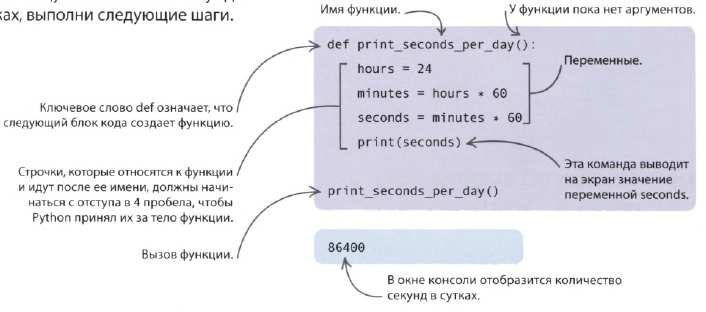 ках, выполни следующие шаги.
Имя функции.
У функции пока нет аргументов.
def print_seconds_per_day():
hours = 24
minutes = hours * 60
seconds = minutes * 60
print(seconds)
print_seconds_per_day()
Переменные.
Ключевое слово def означает, что
следующий блок кода создает функцию.
Строчки, которые относятся к функции
и идут после ее имени, должны начи-
наться с отступа в 4 пробела, чтобы
Python принял их за тело функции.
Эта команда выводит
на экран значение
переменной seconds.
Вызов функции.
86400
В окне консоли отобразится количество
секунд в сутках.